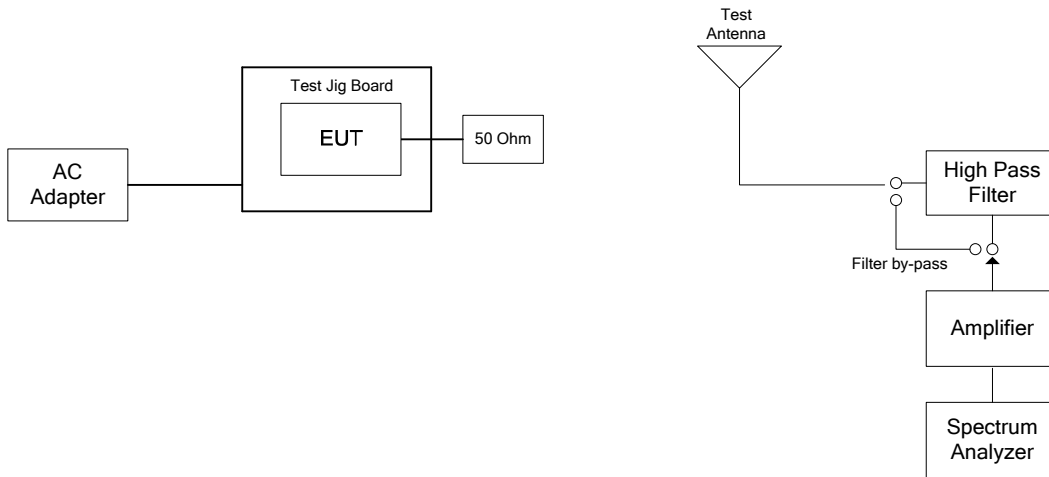 Test
Antenna
Test Jig Board
EUT
50 Ohm
AC
Adapter
High Pass
Filter
Filter by-pass
Amplifier
Spectrum
Analyzer